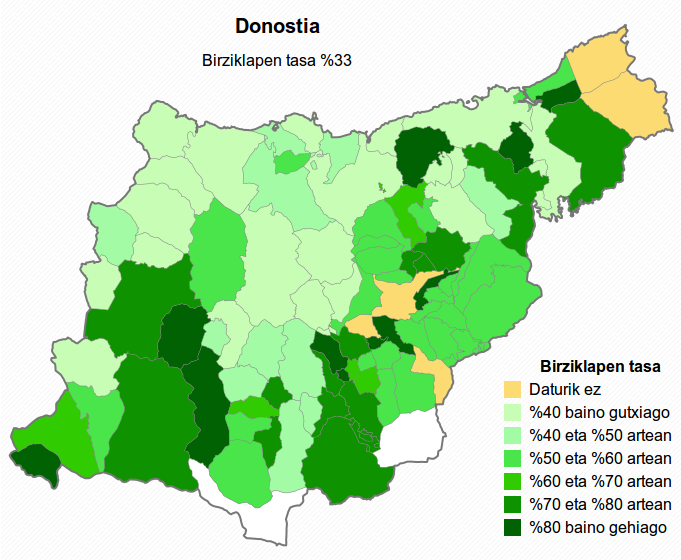 Donostia
Birziklapen tasa %33
Birziklapen tasa
Daturik ez
%40 baino gutxiago
%40 eta %50 artean
%50 eta %60 artean
%60 eta %70 artean
%70 eta %80 artean
%80 baino gehiago